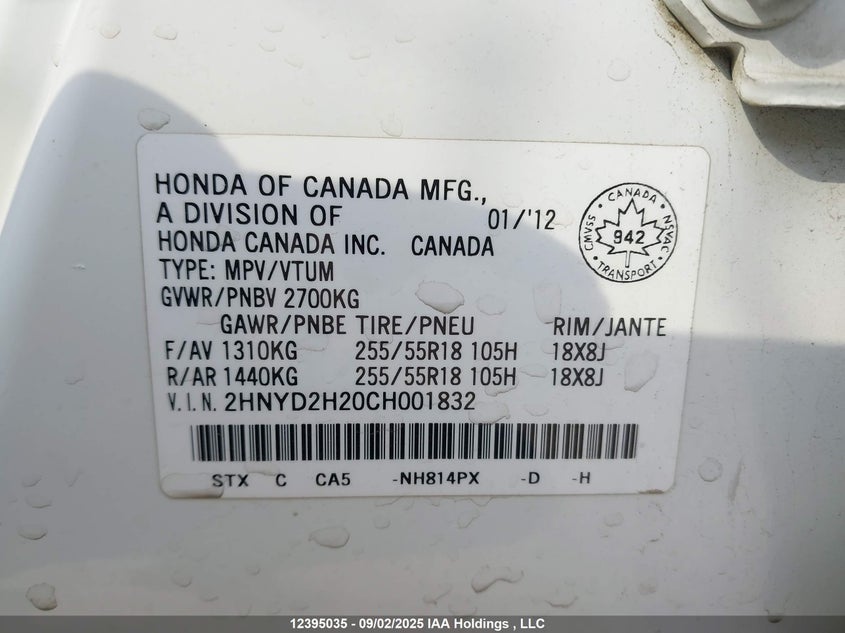 HONDA OF CANADA MFG.,
A DIVISION OF 01/'12
HONDA CANADA INC. CANADA
TYPE: MPV/VTUM
GVWR/PNBV 2700KG
GAWR/PNBE TIRE/PNEU RIM/JANTE
F/AV 1310KG 255/55R18 105H 18X8J
R/AR 1440KG 255/55R18 105H 18X8J
V.I.N. 2HNYD2H20CH001832
STX C CA5 -NH814PX -D -H
CANADA
CMVSS 942 NSVAC
TRANSPORT
12395035 - 09/02/2025 IAA Holdings , LLC